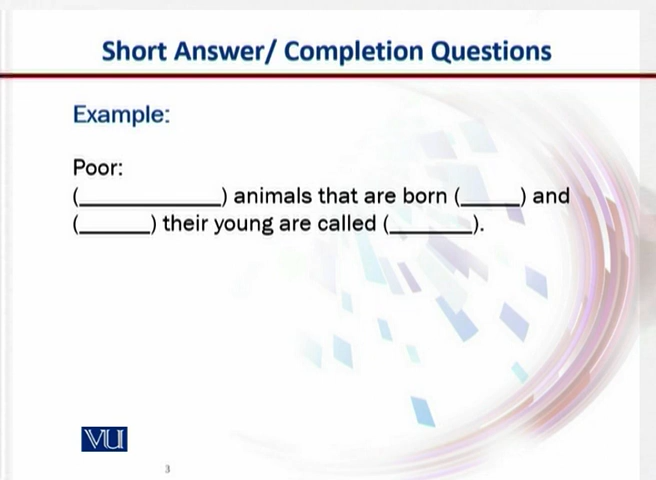 Short Answer/ Completion Questions
Example:
Poor:
(_____________) animals that are born (_____) and
(______) their young are called (_______).
VU
3